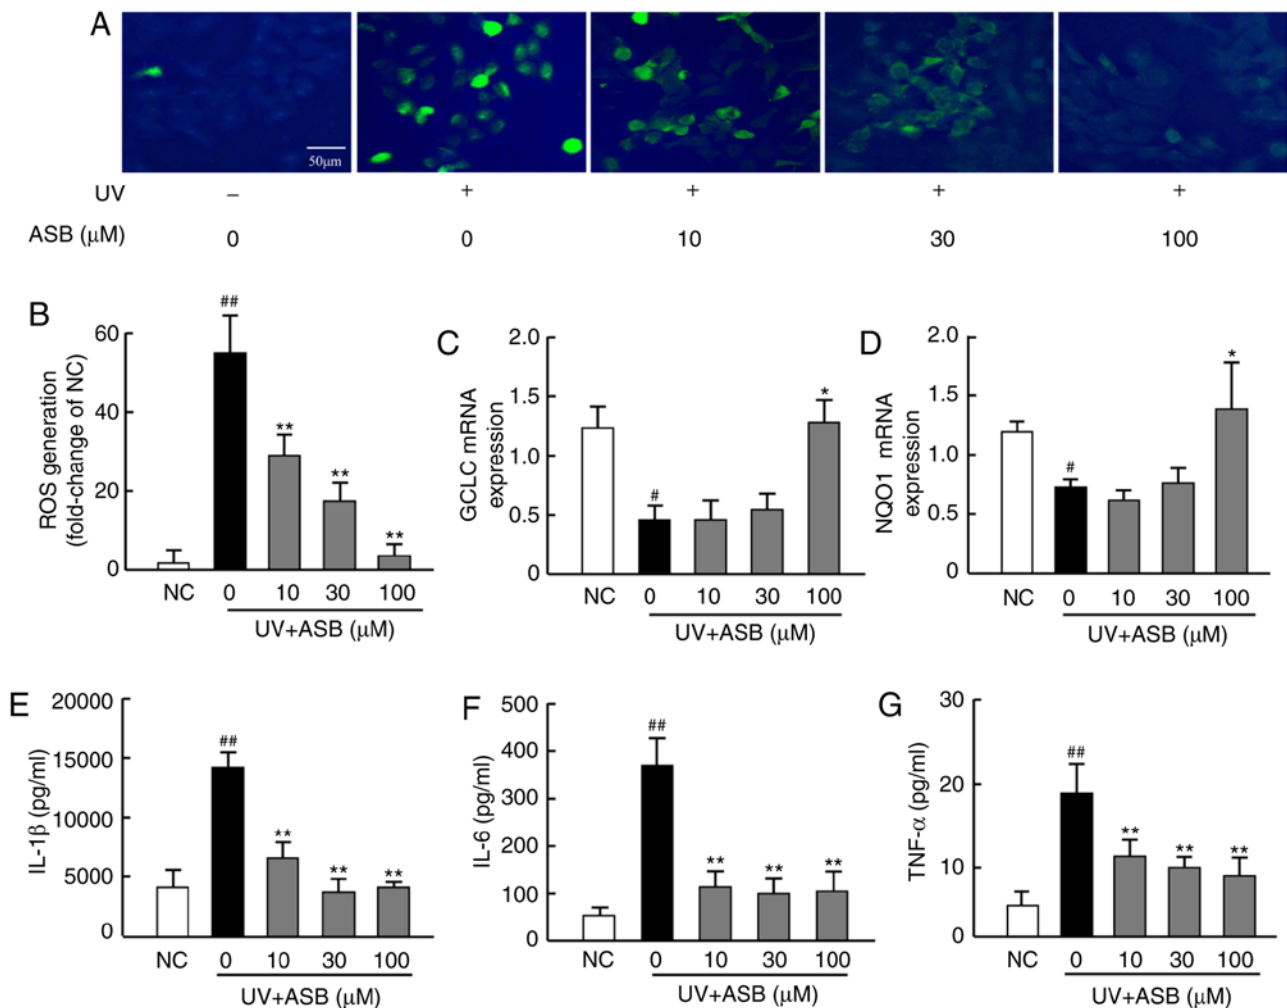 A
50μm
UV – + + + +
ASB (μM) 0 0 10 30 100
B
ROS generation
(fold-change of NC)
60
40
20
0
##
**
**
**
NC 0 10 30 100
UV+ASB (μM)
C
GCLC mRNA
expression
2.0
1.5
1.0
0.5
0
#
*
NC 0 10 30 100
UV+ASB (μM)
D
NQO1 mRNA
expression
2.0
1.5
1.0
0.5
0
#
*
NC 0 10 30 100
UV+ASB (μM)
E
IL-1β (pg/ml)
20000
15000
10000
5000
0
##
**
**
**
NC 0 10 30 100
UV+ASB (μM)
F
IL-6 (pg/ml)
500
400
300
200
100
0
##
**
**
**
NC 0 10 30 100
UV+ASB (μM)
G
TNF-α (pg/ml)
30
20
10
0
##
**
**
**
NC 0 10 30 100
UV+ASB (μM)